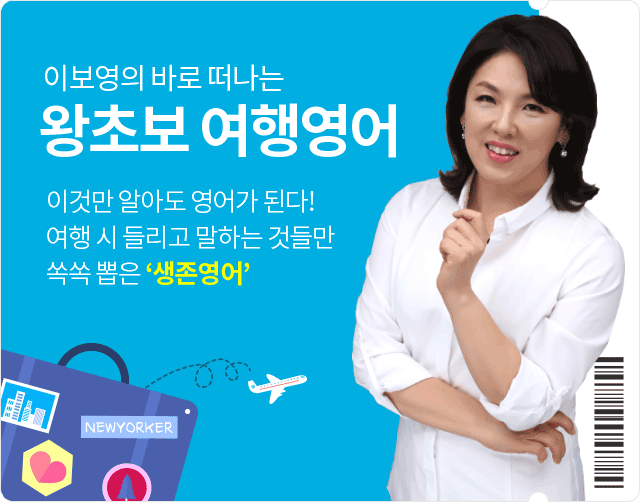 이보영의 바로 떠나는
왕초보 여행영어
이것만 알아도 영어가 된다!
여행 시 들리고 말하는 것들만
쏙쏙 뽑은 ‘생존영어’
NEWYORKER